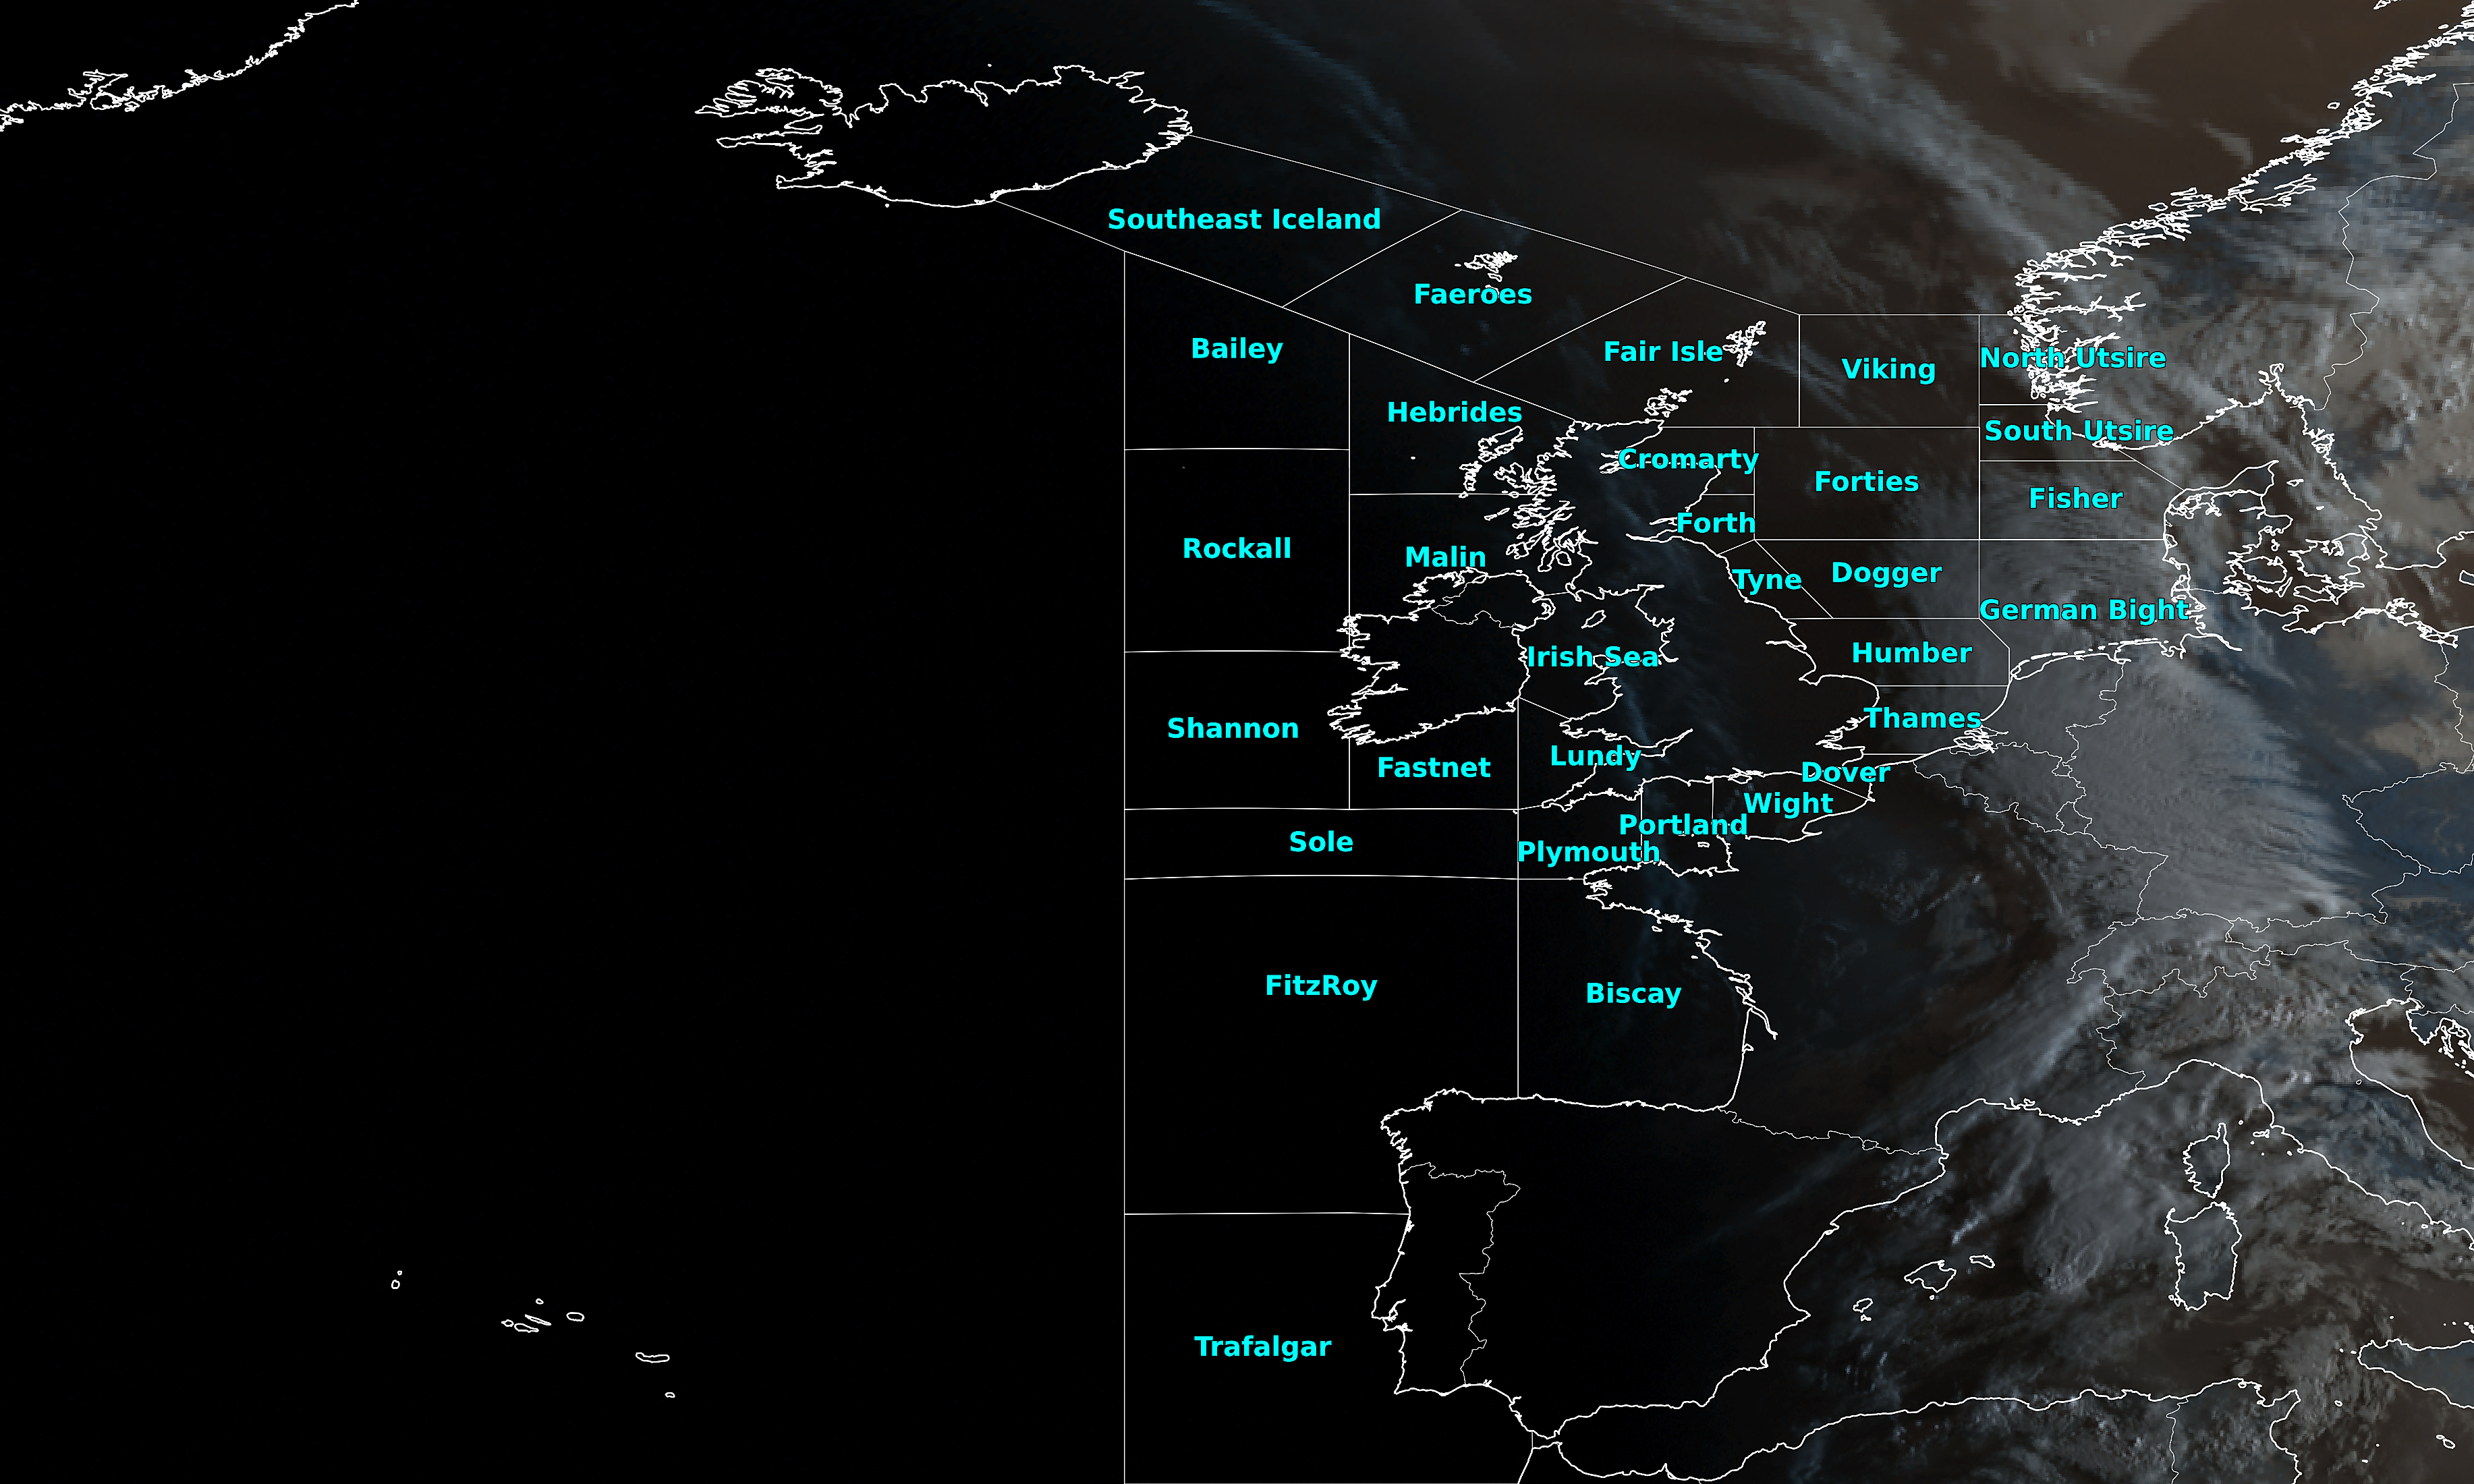 Southeast Iceland
Faeroes
Bailey
Fair Isle
Viking
North Utsire
Hebrides
South Utsire
Cromarty
Forties
Fisher
Forth
Rockall
Malin
Tyne
Dogger
German Bight
Irish Sea
Humber
Shannon
Thames
Fastnet
Lundy
Dover
Wight
Portland
Sole
Plymouth
FitzRoy
Biscay
Trafalgar